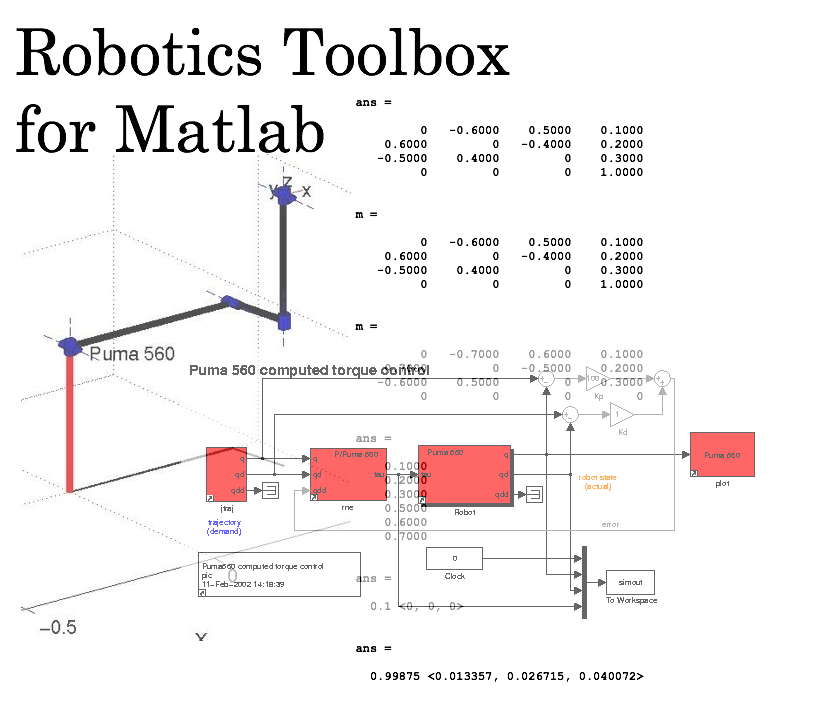 Robotics Toolbox
for Matlab
ans =
0 -0.6000 0.5000 0.1000
0.6000 0 -0.4000 0.2000
-0.5000 0.4000 0 0.3000
0 0 0 1.0000
m =
0 -0.6000 0.5000 0.1000
0.6000 0 -0.4000 0.2000
-0.5000 0.4000 0 0.3000
0 0 0 1.0000
m =
0 -0.7000 0.6000 0.1000
0.7000 0 -0.5000 0.2000
-0.6000 0.5000 0 0.3000
0 0 0 0
y Z x
Puma 560
Puma 560 computed torque control
100
Kp
1
Kd
ans =
0.1000
0.2000
0.3000
0.4000
0.5000
0.6000
0.7000
q
qd
qdd
jtraj
trajectory
(demand)
q
qd
qdd
P/Puma 560
tau
rne
Puma 560
tau
q
qd
qdd
Robot
robot state
(actual)
Puma 560
plot
error
Puma560 computed torque control
pic
11-Feb-2002 14:18:39
0
0
Clock
simout
To Workspace
ans =
0.1 <0, 0, 0>
-0.5
X
ans =
0.99875 <0.013357, 0.026715, 0.040072>